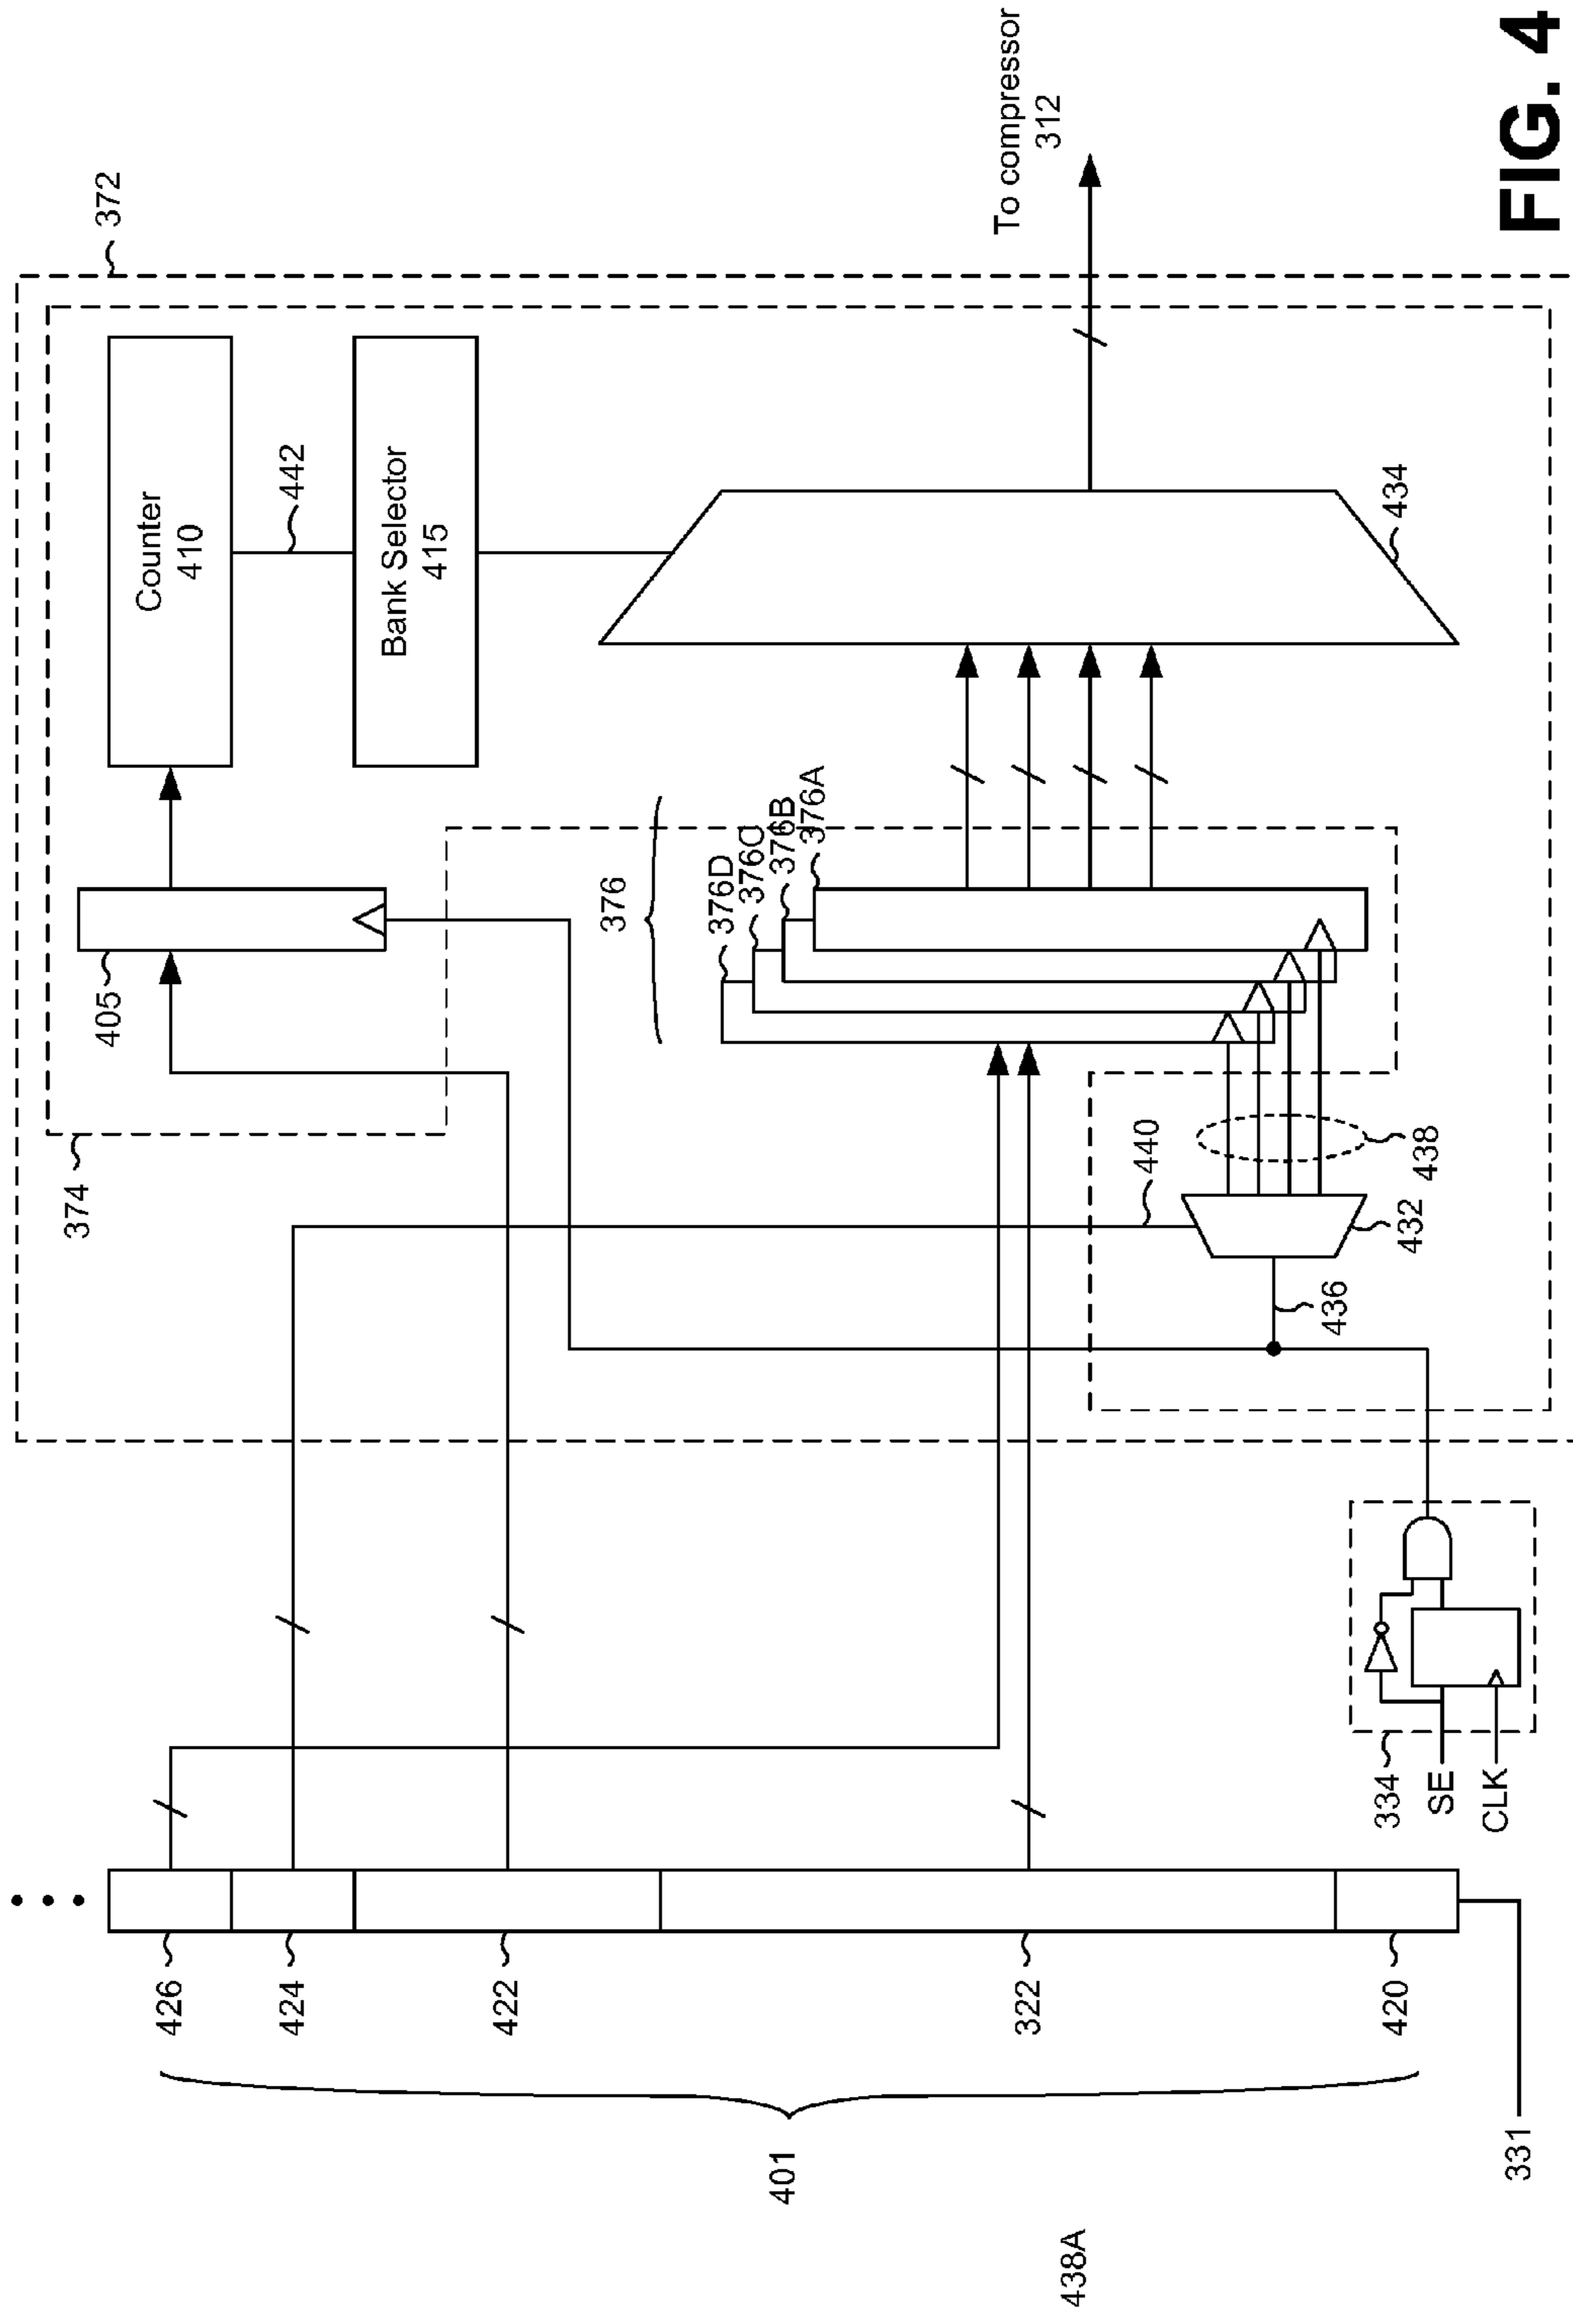 372
374
405
Counter
410
442
Bank Selector
415
376
376D
376C
376B
376A
434
To compressor
312
440
438
432
436
334
SE
CLK
426
424
422
322
420
401
331
438A
FIG. 4